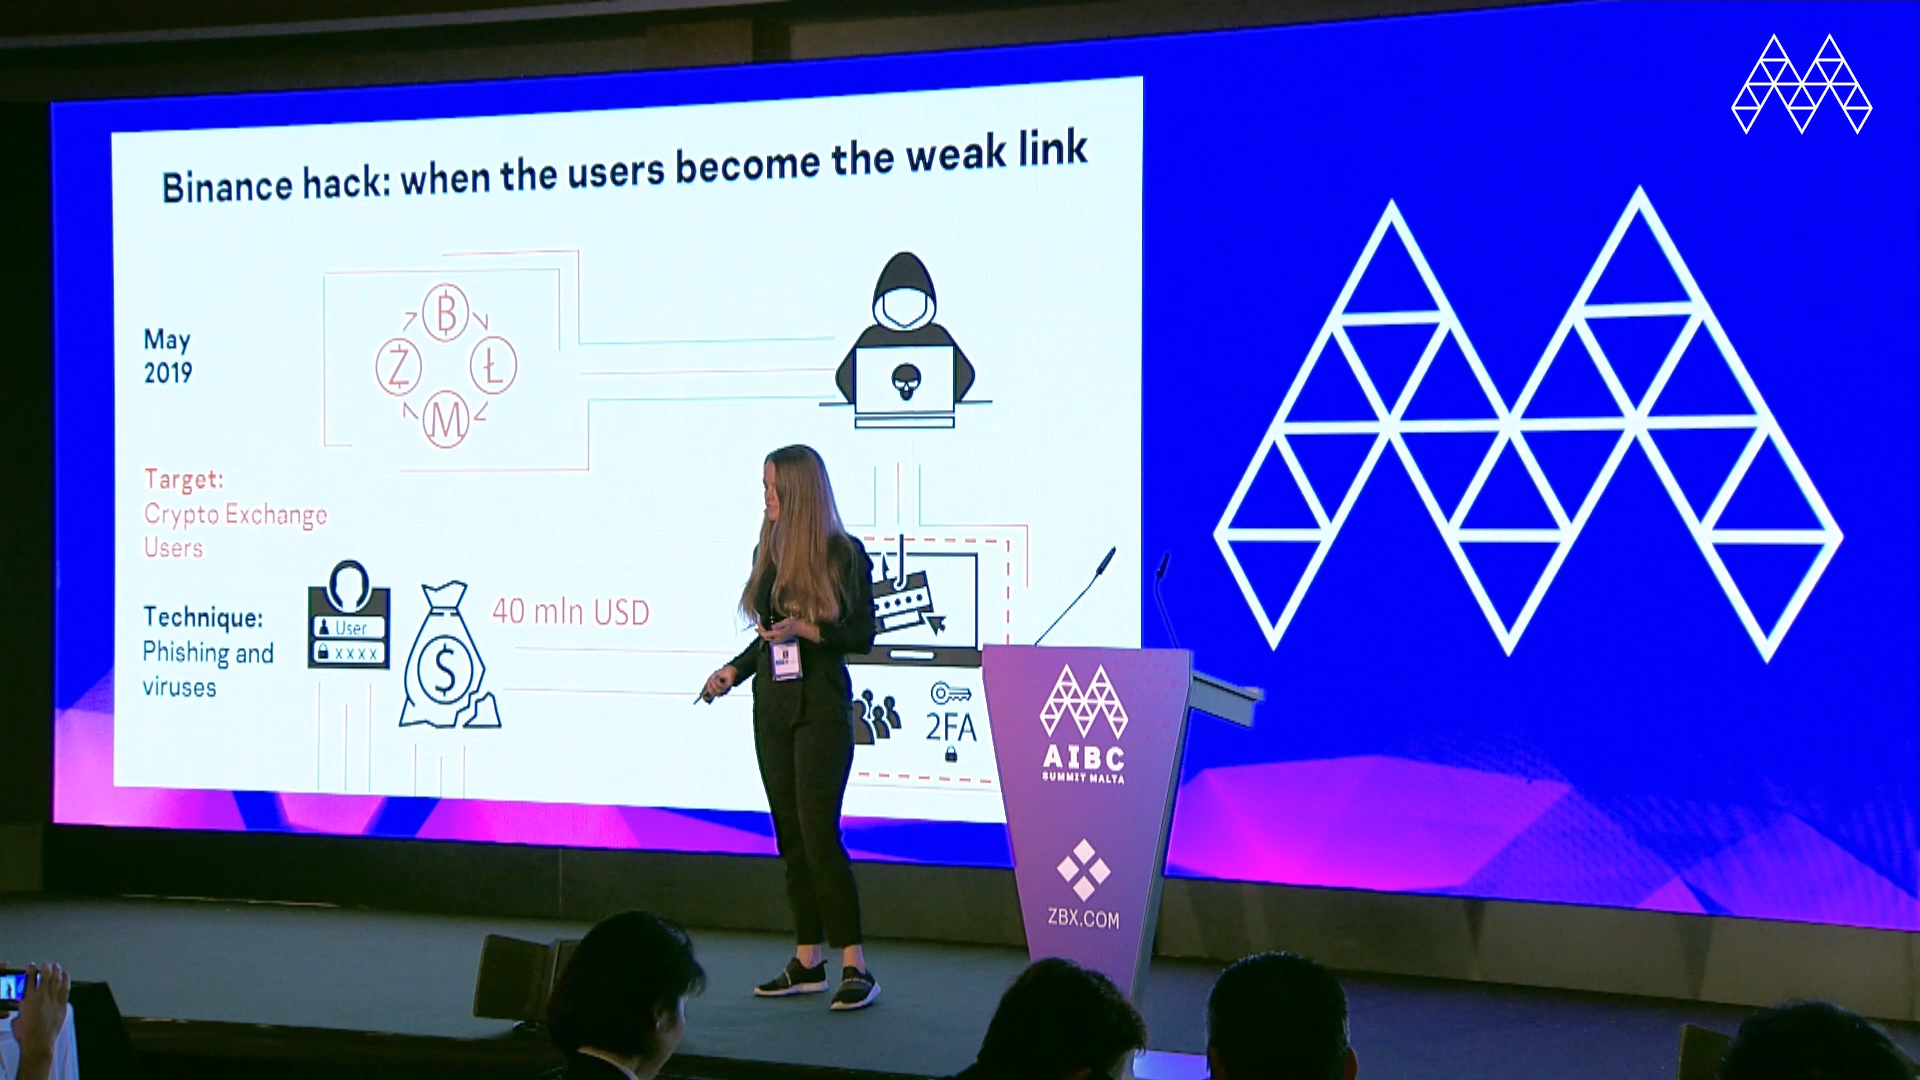 Binance hack: when the users become the weak link
May
2019
Target:
Crypto Exchange
Users
Technique:
Phishing and
viruses
User
xxxx
40 mln USD
2FA
AIBC
SUMMIT MALTA
ZBX.COM